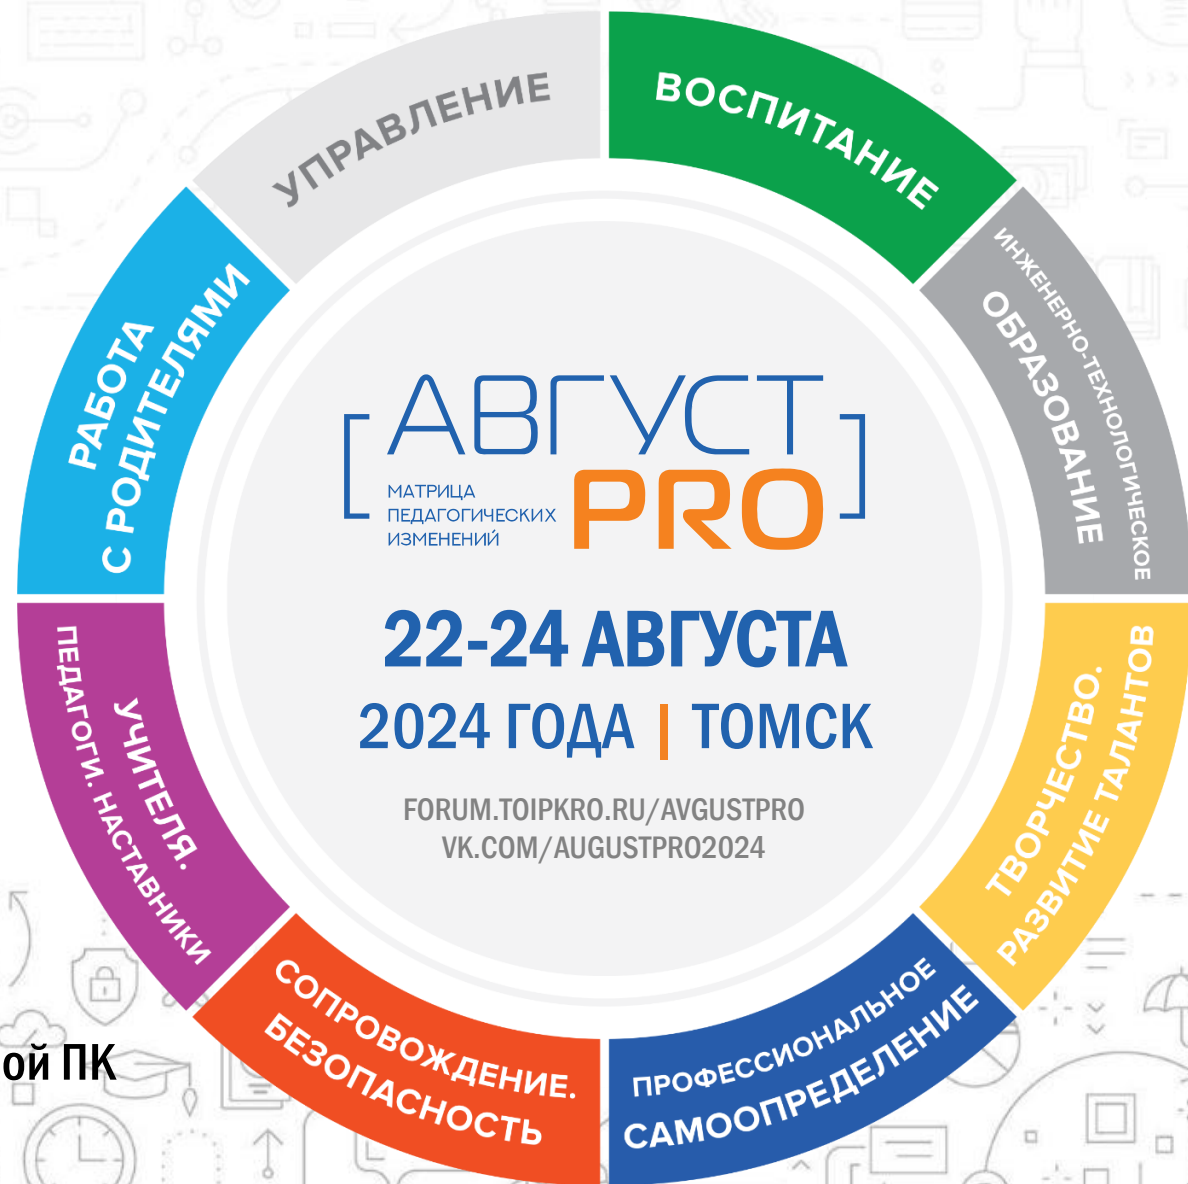 УПРАВЛЕНИЕ
ВОСПИТАНИЕ
ИНЖЕНЕРНО-ТЕХНОЛОГИЧЕСКОЕ
ОБРАЗОВАНИЕ
ТВОРЧЕСТВО.
РАЗВИТИЕ ТАЛАНТОВ
ПРОФЕССИОНАЛЬНОЕ
САМООПРЕДЕЛЕНИЕ
СОПРОВОЖДЕНИЕ.
БЕЗОПАСНОСТЬ
УЧИТЕЛЯ.
ПЕДАГОГИ. НАСТАВНИКИ
РАБОТА
С РОДИТЕЛЯМИ
[АВГУСТ
МАТРИЦА
ПЕДАГОГИЧЕСКИХ
ИЗМЕНЕНИЙ
PRO]
22-24 АВГУСТА
2024 ГОДА | ТОМСК
FORUM.TOIPKRO.RU/AVGUSTPRO
VK.COM/AUGUSTPRO2024
ой ПК